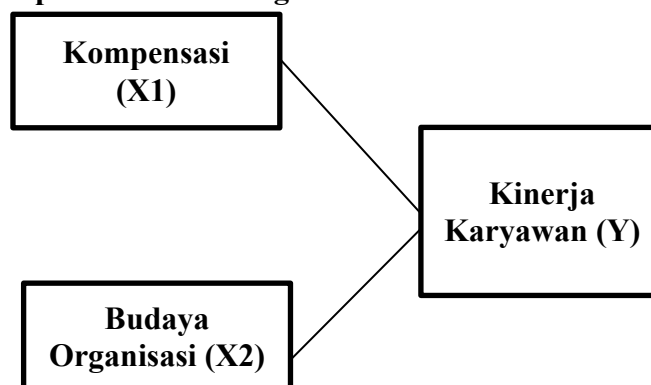 Kompensasi
(X1)
Kinerja
Karyawan (Y)
Budaya
Organisasi (X2)